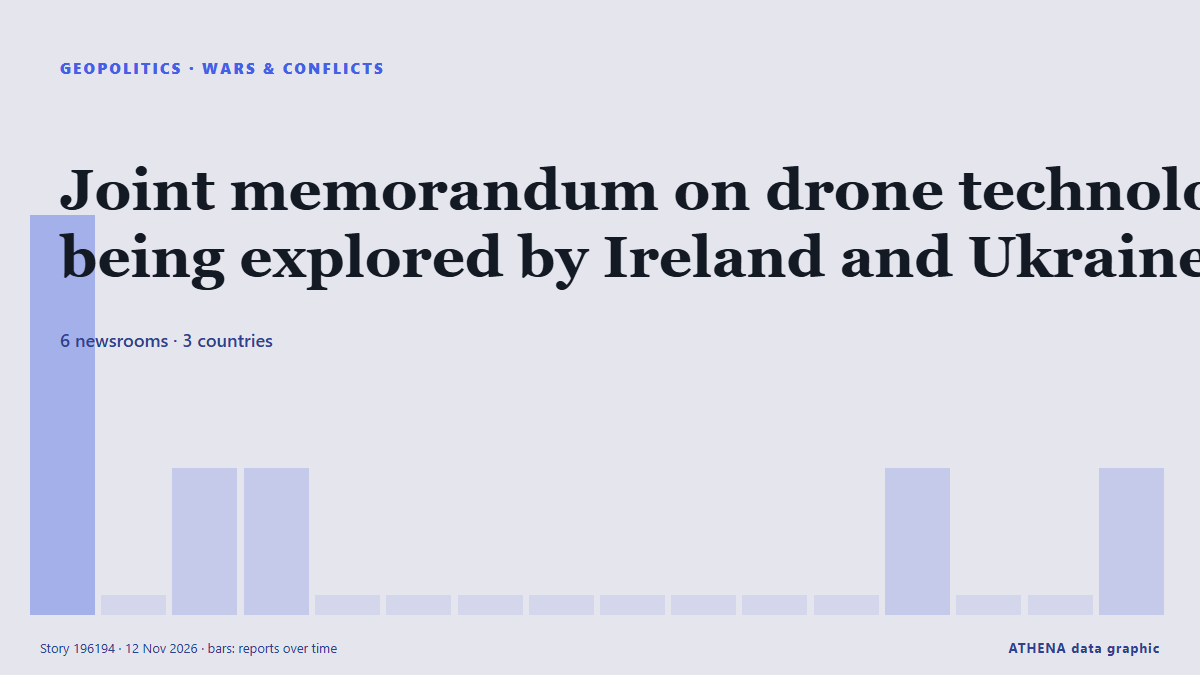 GEOPOLITICS · WARS & CONFLICTS
Joint memorandum on drone technolo
being explored by Ireland and Ukraine
6 newsrooms · 3 countries
Story 196194 · 12 Nov 2026 · bars: reports over time
ATHENA data graphic